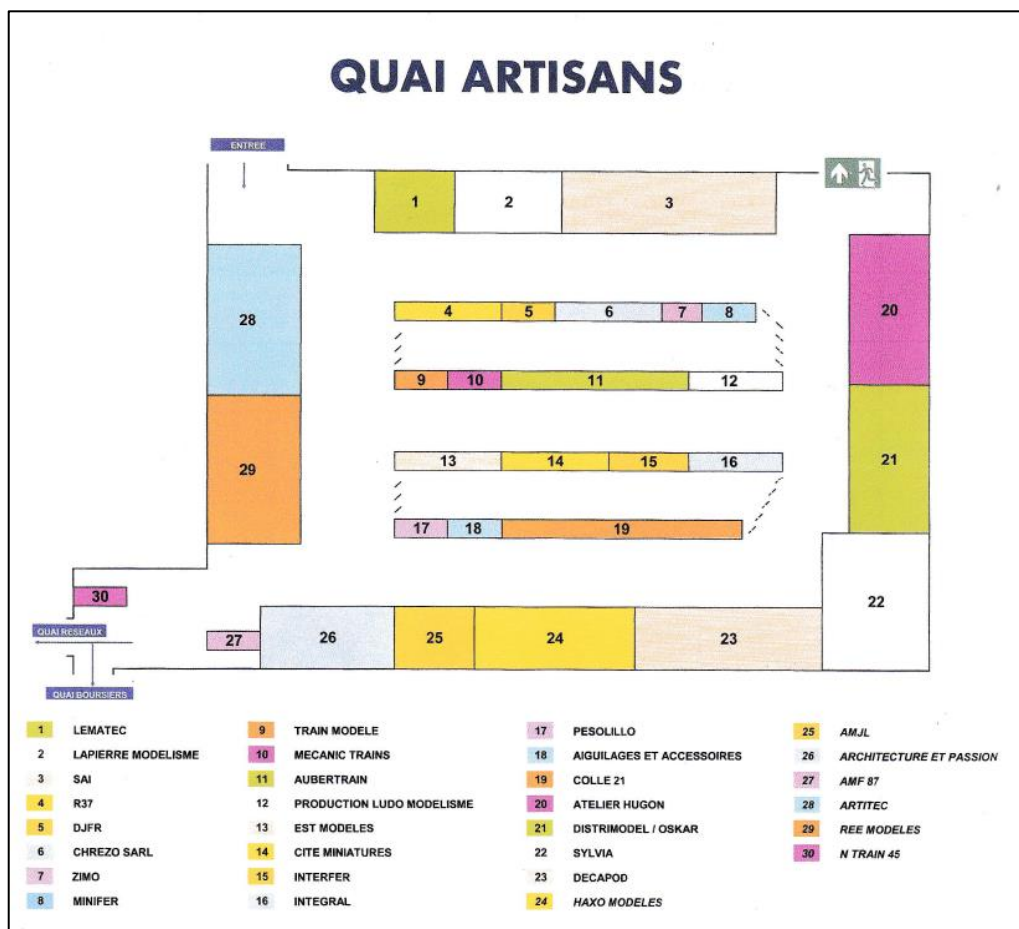 QUAI ARTISANS
ENTREE
1
2
3
4
5
6
7
8
9
10
11
12
13
14
15
16
17
18
19
20
21
22
23
24
25
26
27
28
29
30
QUAI RESEAUX
QUAI BOURSIERS
1 LEMATEC
2 LAPIERRE MODELISME
3 SAI
4 R37
5 DJFR
6 CHREZO SARL
7 ZIMO
8 MINIFER
9 TRAIN MODELE
10 MECANIC TRAINS
11 AUBERTRAIN
12 PRODUCTION LUDO MODELISME
13 EST MODELES
14 CITE MINIATURES
15 INTERFER
16 INTEGRAL
17 PESOLILLO
18 AIGUILAGES ET ACCESSOIRES
19 COLLE 21
20 ATELIER HUGON
21 DISTRIMODEL / OSKAR
22 SYLVIA
23 DECAPOD
24 HAXO MODELES
25 AMJL
26 ARCHITECTURE ET PASSION
27 AMF 87
28 ARTITEC
29 REE MODELES
30 N TRAIN 45